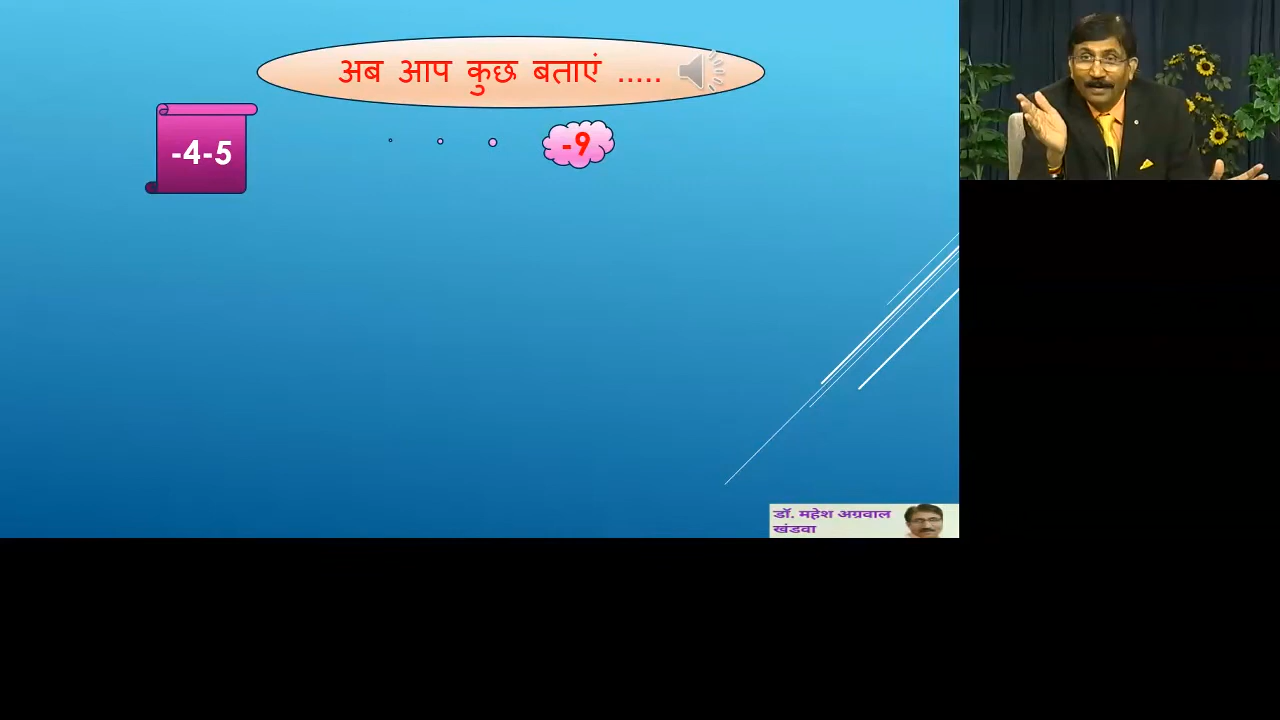 अब आप कुछ बताएं .....
-4-5
-9
डॉ. महेश अग्रवाल
खंडवा